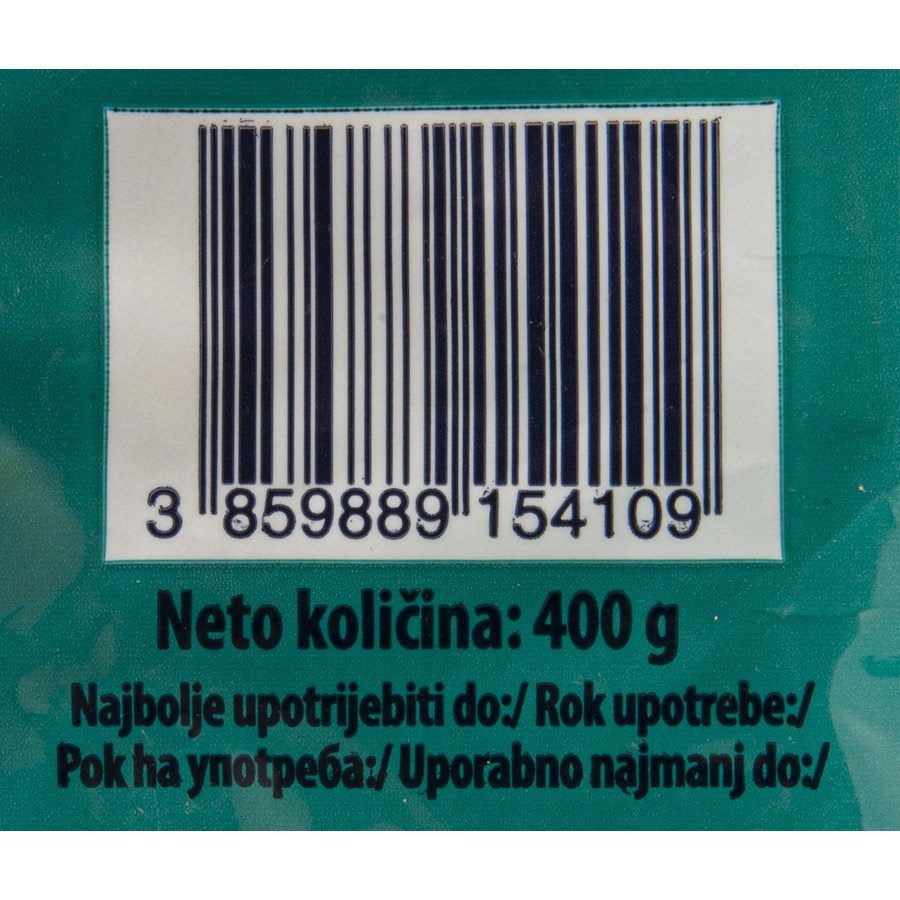 3 859889 154109
Neto količina: 400 g
Najbolje upotrijebiti do:/ Rok upotrebe:/
Рок на употреба:/ Uporabno najmanj do:/